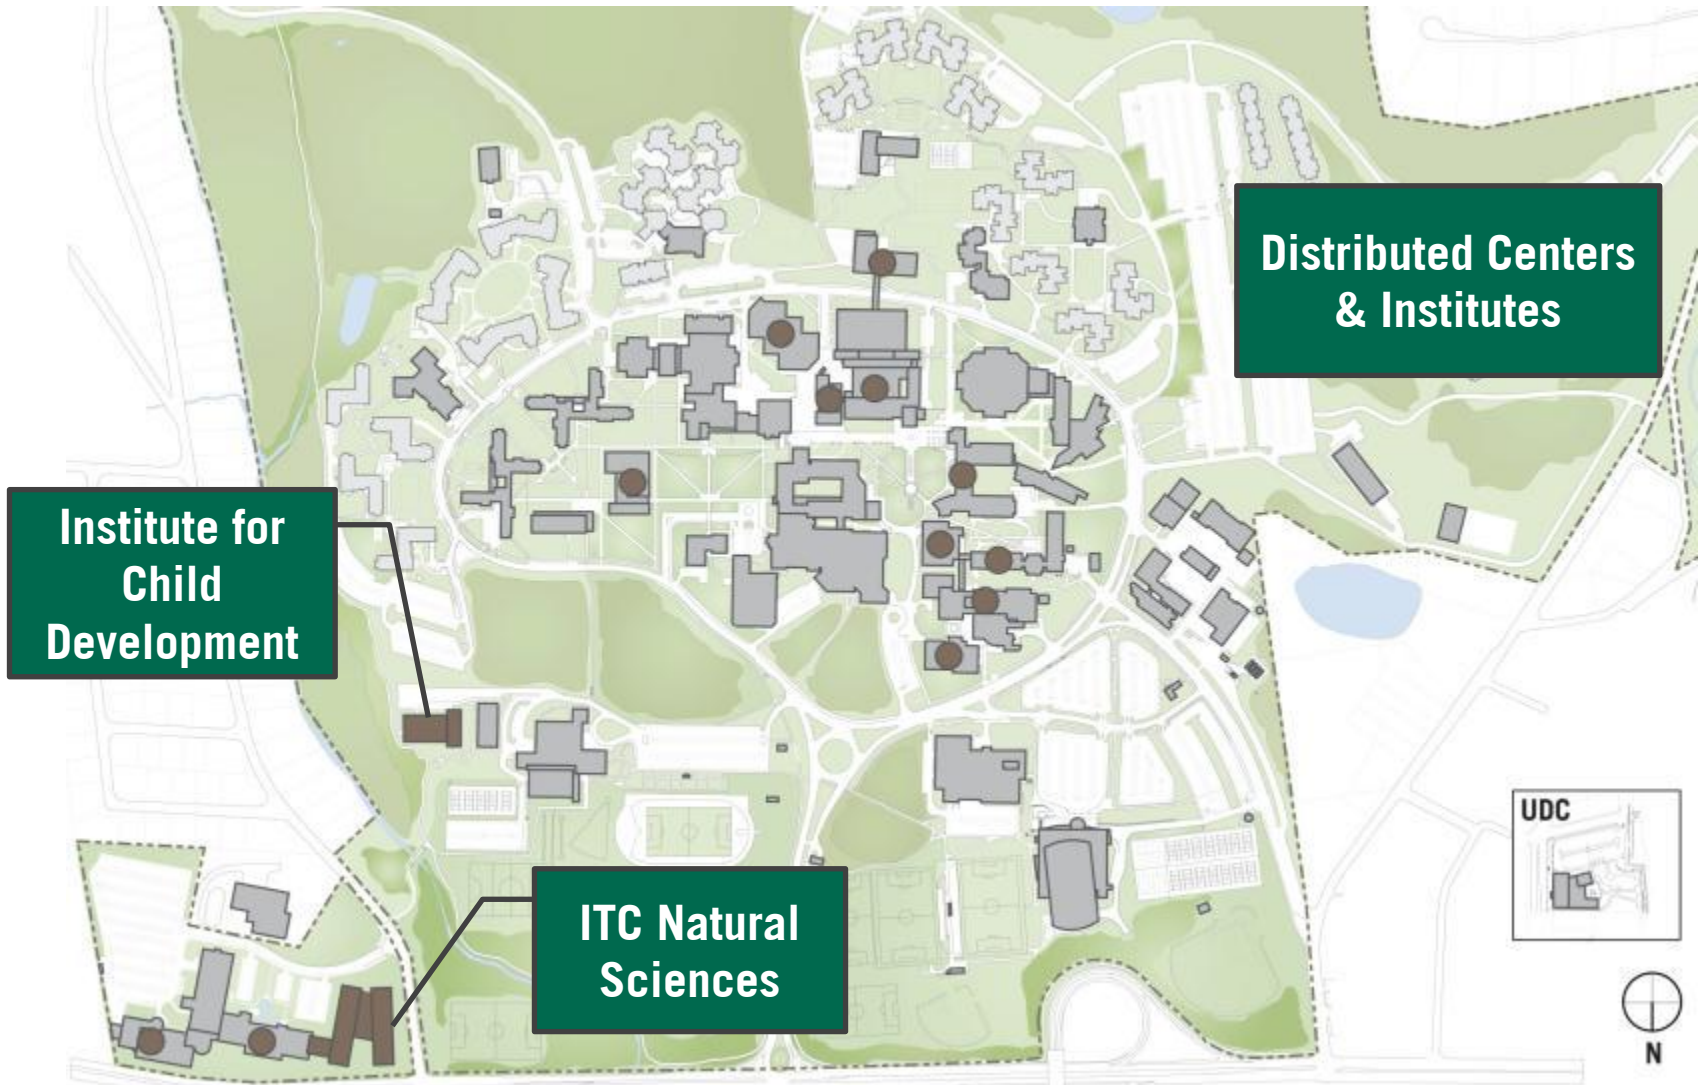 Distributed Centers
& Institutes
Institute for
Child
Development
ITC Natural
Sciences
UDC
N